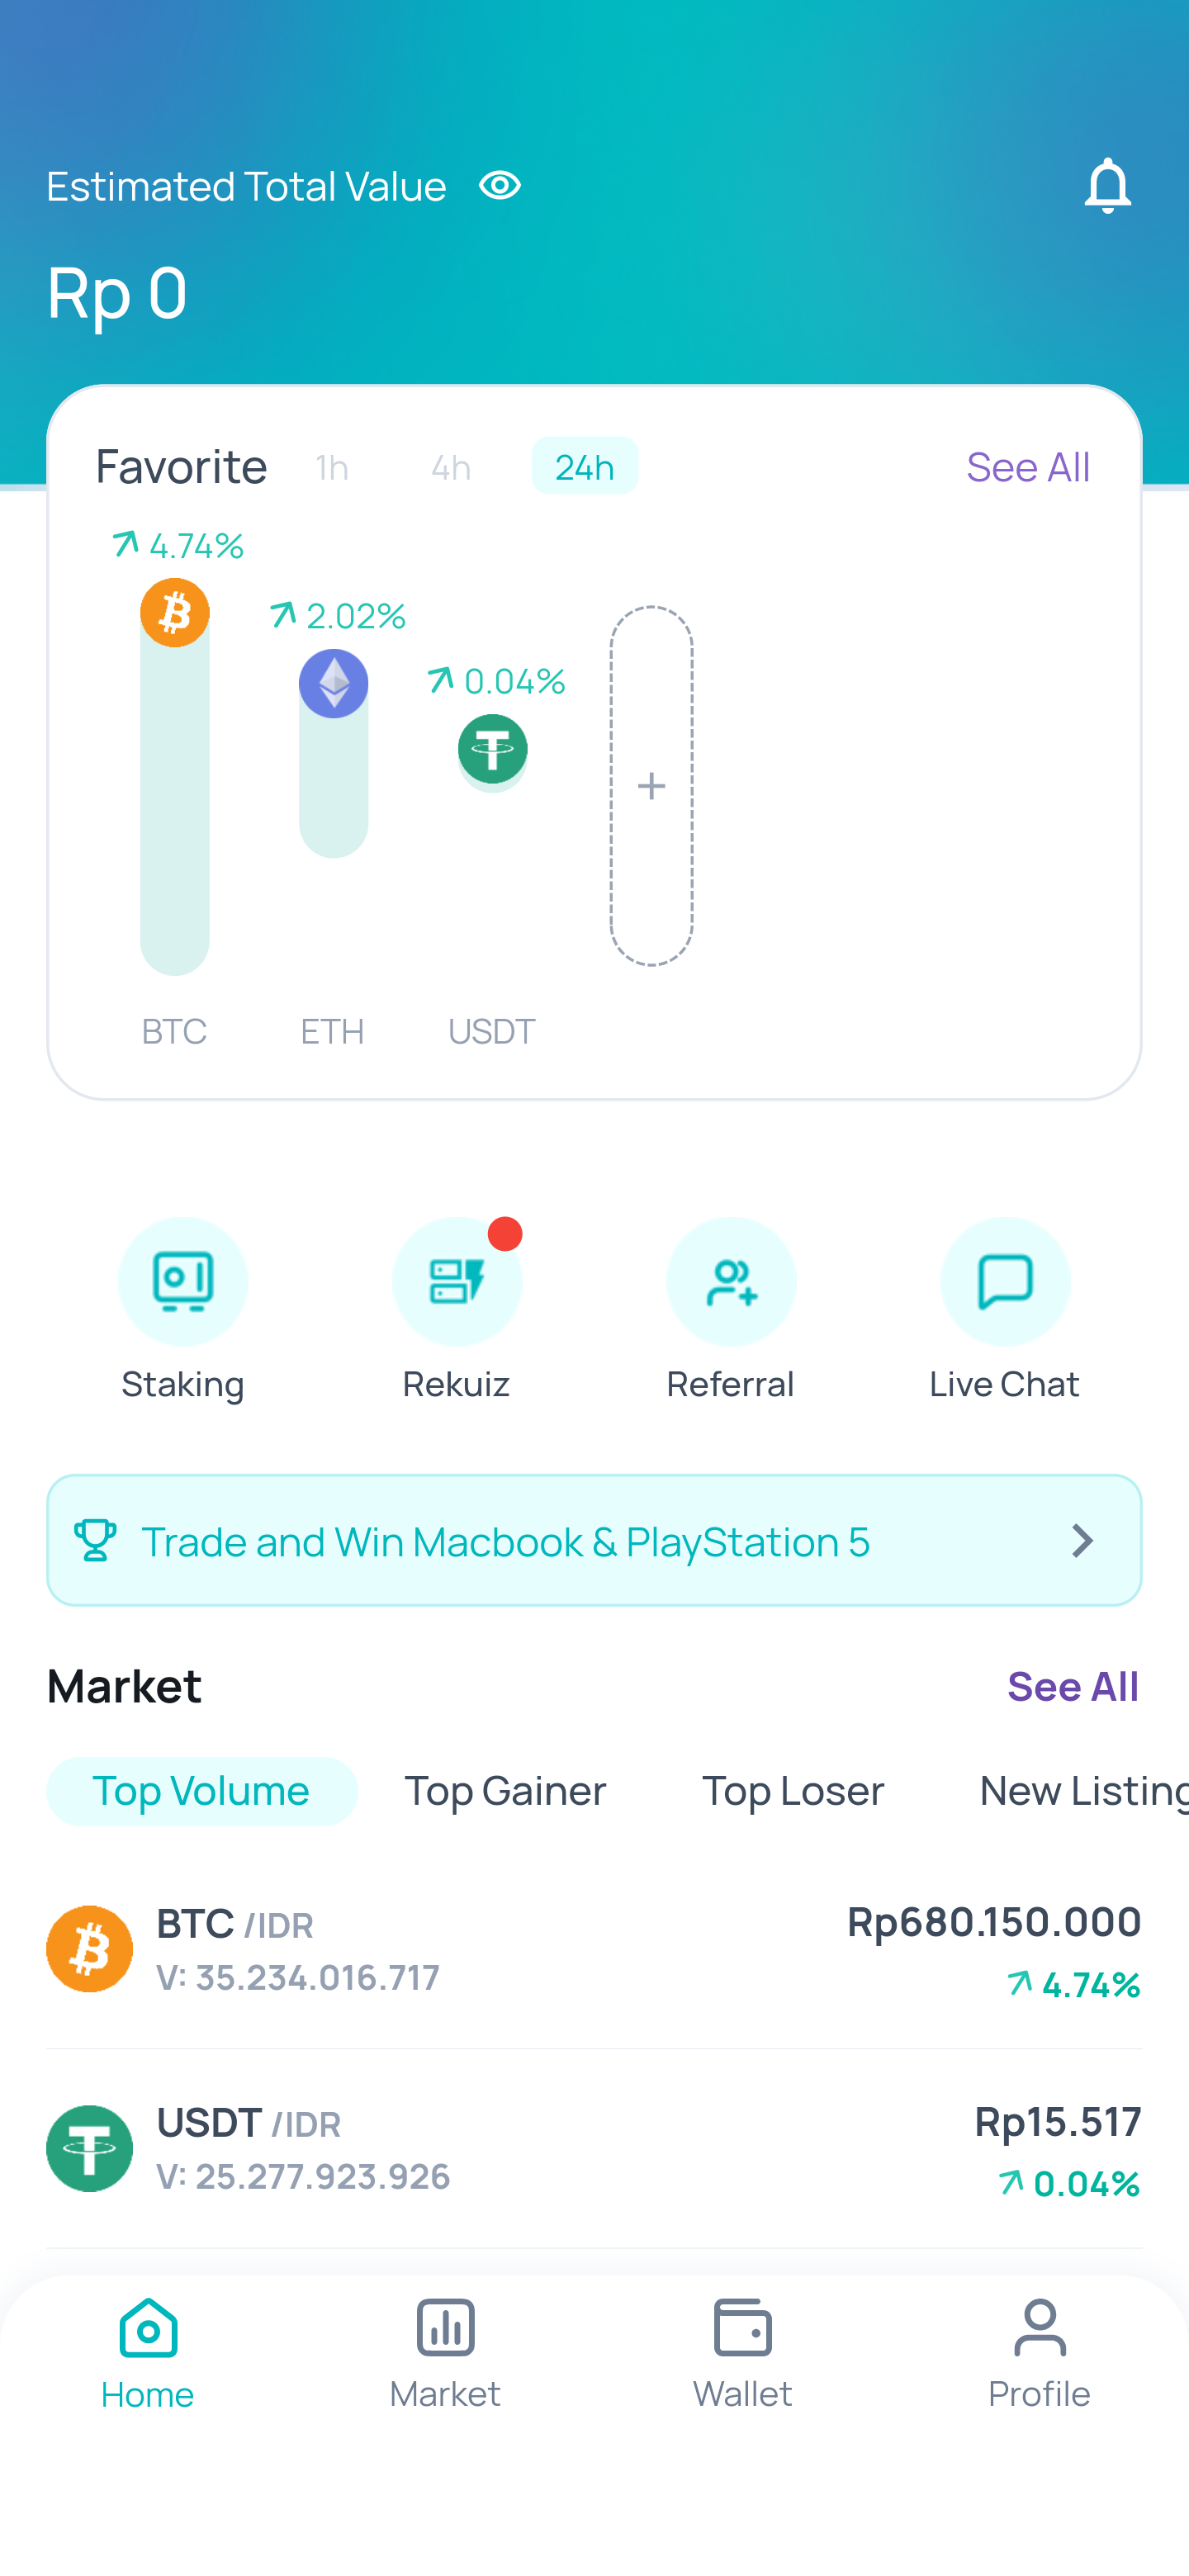 Estimated Total Value
Rp 0
Favorite 1h 4h 24h See All
4.74%
2.02%
0.04%
+
BTC ETH USDT
Staking Rekuiz Referral Live Chat
Trade and Win Macbook & PlayStation 5
Market See All
Top Volume Top Gainer Top Loser New Listing
BTC /IDR Rp680.150.000
V: 35.234.016.717 4.74%
USDT /IDR Rp15.517
V: 25.277.923.926 0.04%
Home Market Wallet Profile